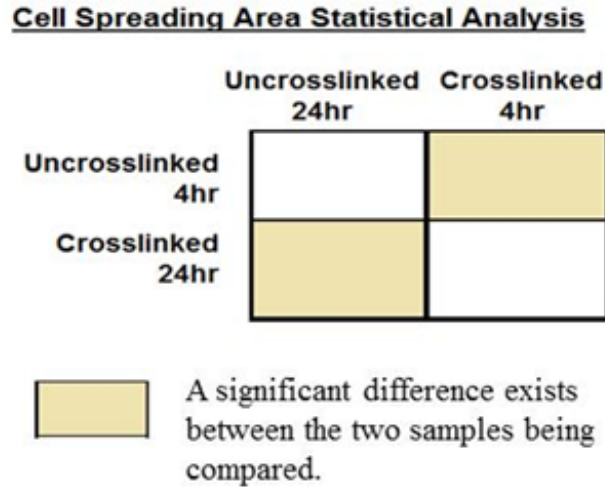 Cell Spreading Area Statistical Analysis
Uncrosslinked Crosslinked
24hr 4hr
Uncrosslinked
4hr
Crosslinked
24hr
A significant difference exists
between the two samples being
compared.